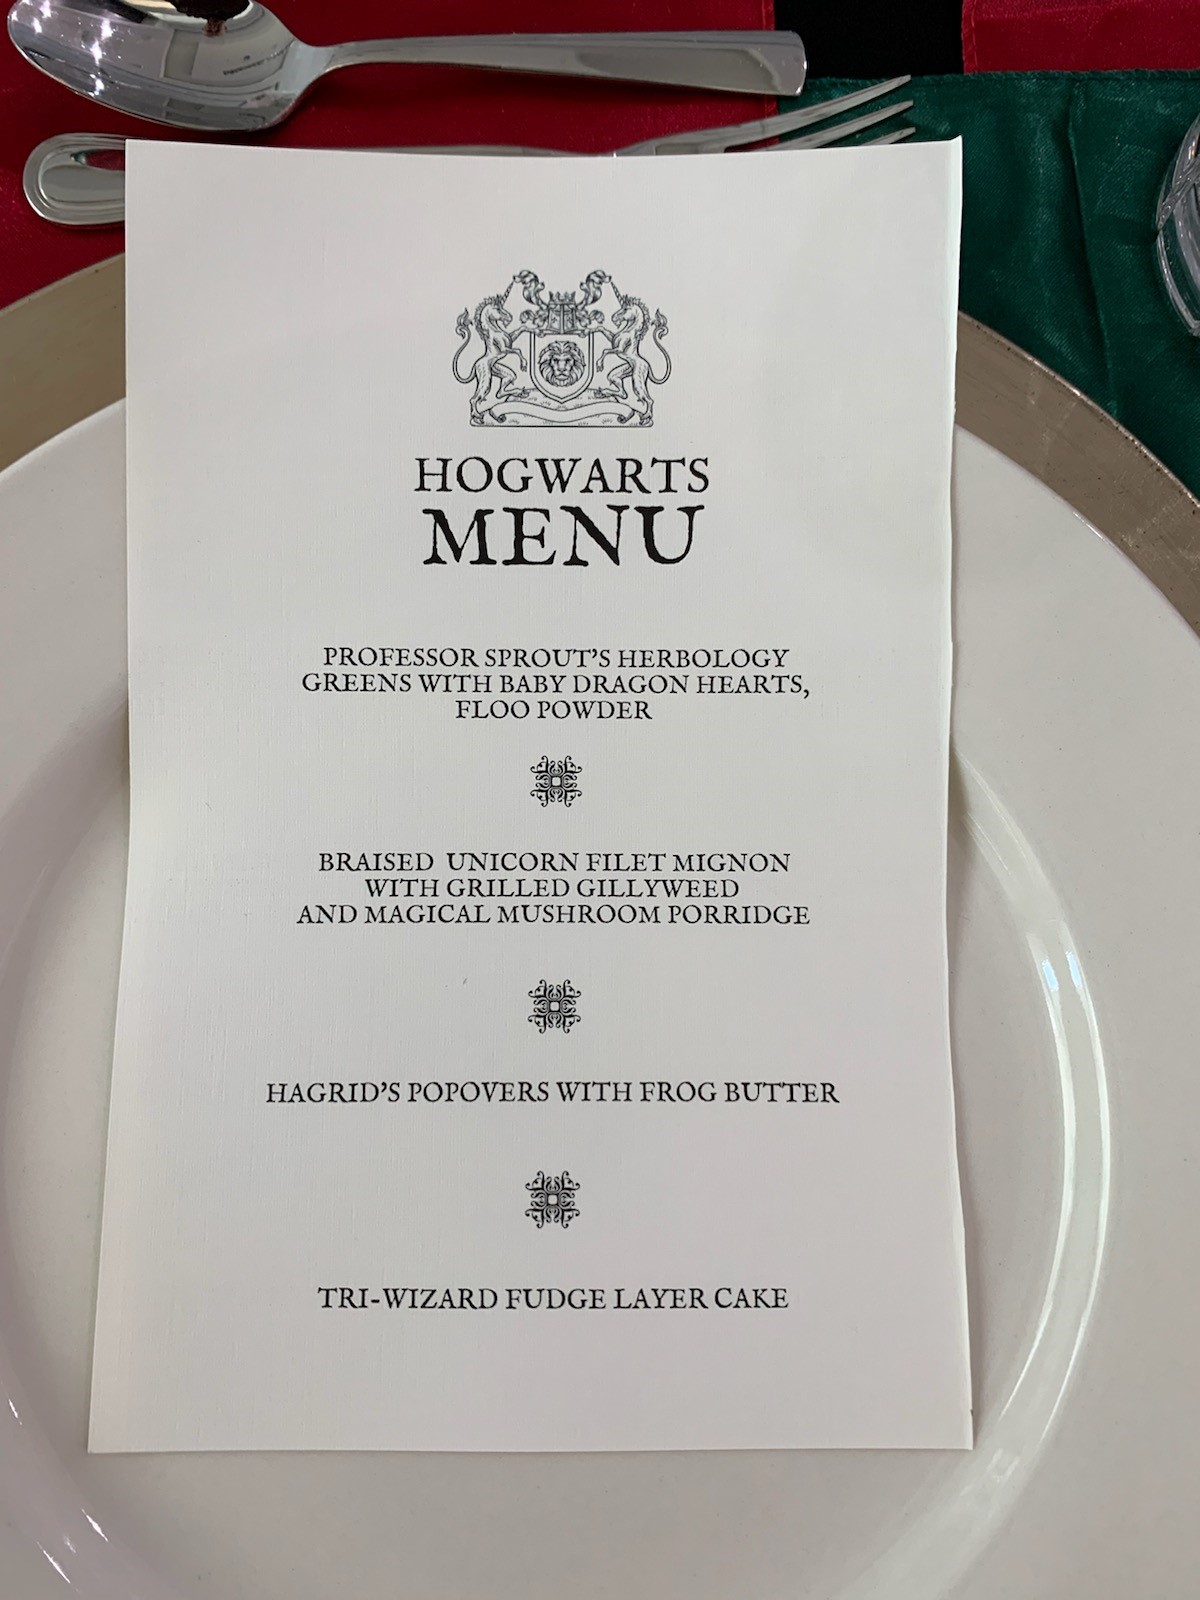 HOGWARTS
MENU
PROFESSOR SPROUT'S HERBOLOGY
GREENS WITH BABY DRAGON HEARTS,
FLOO POWDER
BRAISED UNICORN FILET MIGNON
WITH GRILLED GILLYWEED
AND MAGICAL MUSHROOM PORRIDGE
HAGRID'S POPOVERS WITH FROG BUTTER
TRI-WIZARD FUDGE LAYER CAKE